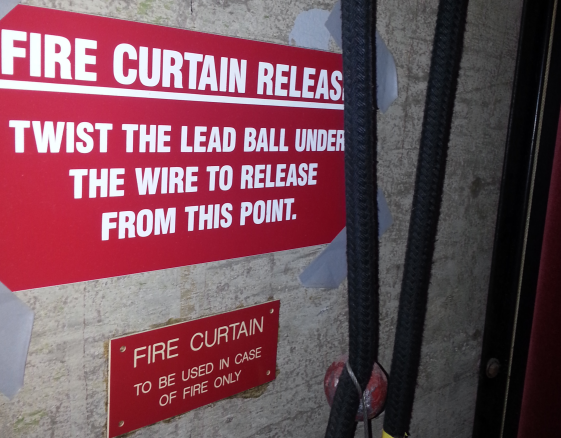 FIRE CURTAIN RELEAS
TWIST THE LEAD BALL UNDER
THE WIRE TO RELEASE
FROM THIS POINT.
FIRE CURTAIN
TO BE USED IN CASE
OF FIRE ONLY